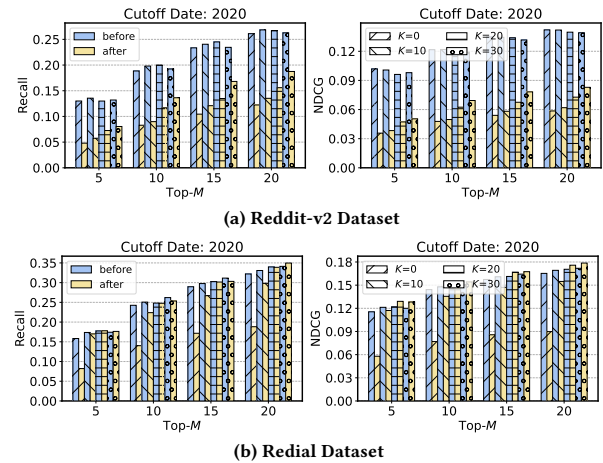 Cutoff Date: 2020
Recall
0.25
0.20
0.15
0.10
0.05
0.00
before
after
5 10 15 20
Top-M
Cutoff Date: 2020
NDCG
0.12
0.09
0.06
0.03
0.00
K=0 K=20
K=10 K=30
5 10 15 20
Top-M
(a) Reddit-v2 Dataset
Cutoff Date: 2020
Recall
0.35
0.30
0.25
0.20
0.15
0.10
0.05
0.00
before
after
5 10 15 20
Top-M
Cutoff Date: 2020
NDCG
0.18
0.15
0.12
0.09
0.06
0.03
0.00
K=0 K=20
K=10 K=30
5 10 15 20
Top-M
(b) Redial Dataset